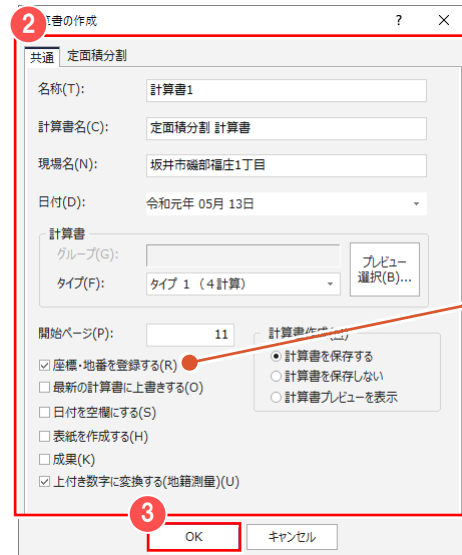 2 算書の作成 ? ×
共通 定面積分割
名称(T): 計算書1
計算書名(C): 定面積分割 計算書
現場名(N): 坂井市磯部福庄1丁目
日付(D): 令和元年 05月 13日
計算書
グループ(G):
タイプ(F): タイプ 1 (4計算)
プレビュー
選択(B)...
開始ページ(P): 11
計算書作成(M)
座標・地番を登録する(R)
計算書を保存する
最新の計算書に上書きする(O)
計算書を保存しない
日付を空欄にする(S)
計算書プレビューを表示
表紙を作成する(H)
成果(K)
上付き数字に変換する(地籍測量)(U)
3
OK キャンセル